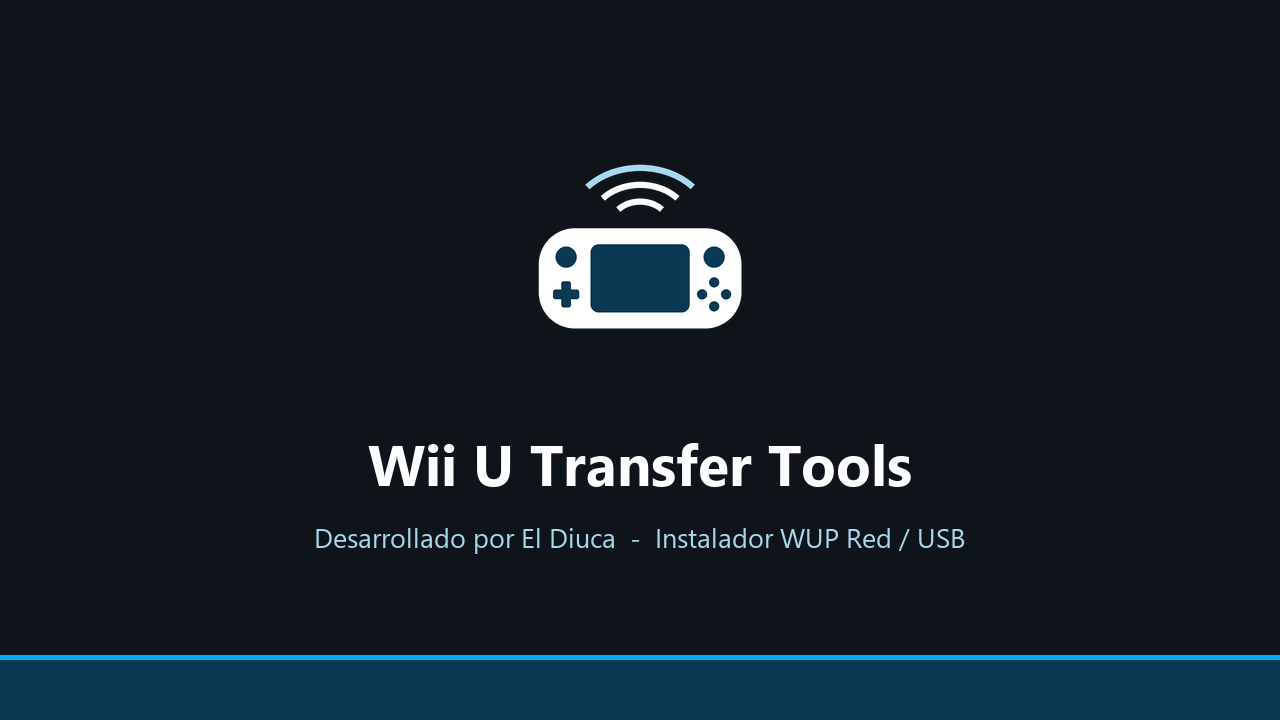 Wii U Transfer Tools
Desarrollado por El Diuca - Instalador WUP Red / USB